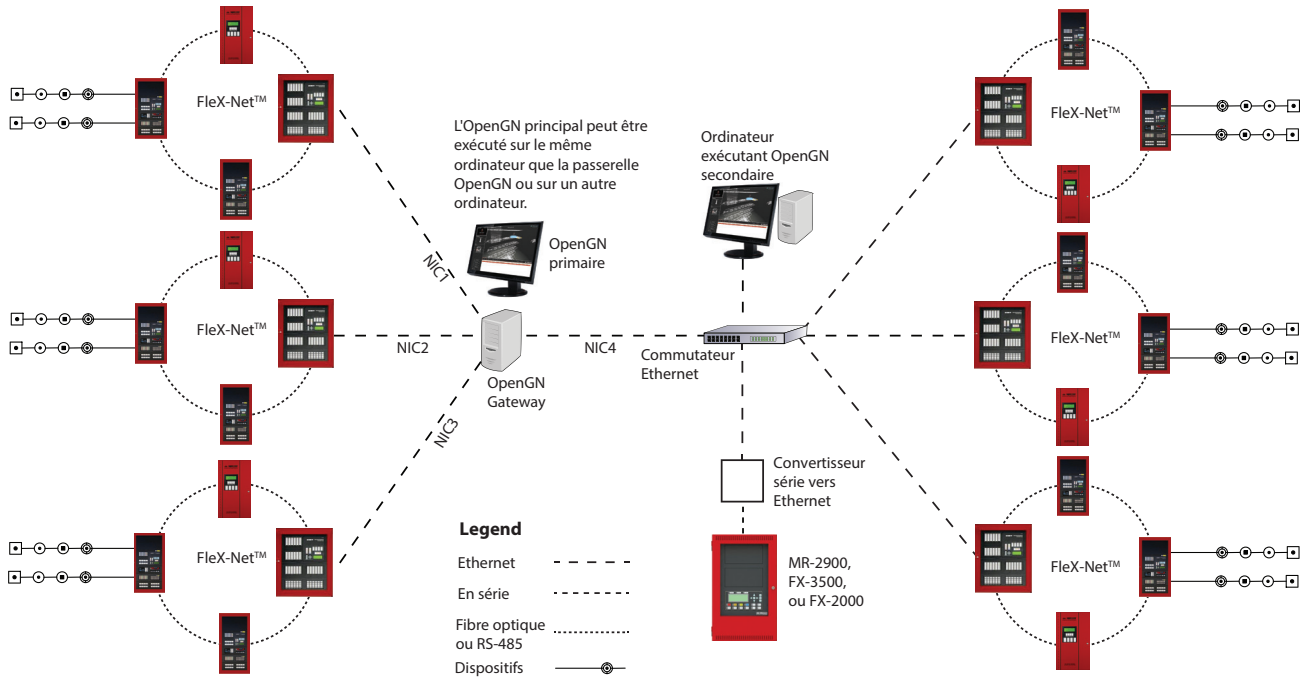 FleX-Net™
L'OpenGN principal peut être
exécuté sur le même
ordinateur que la passerelle
OpenGN ou sur un autre
ordinateur.
Ordinateur
exécutant OpenGN
secondaire
FleX-Net™
OpenGN
primaire
NIC1
FleX-Net™
NIC2
NIC4
Commutateur
Ethernet
FleX-Net™
OpenGN
Gateway
NIC3
Convertisseur
série vers
Ethernet
FleX-Net™
FleX-Net™
Legend
Ethernet
En série
Fibre optique
ou RS-485
Dispositifs
MR-2900,
FX-3500,
ou FX-2000